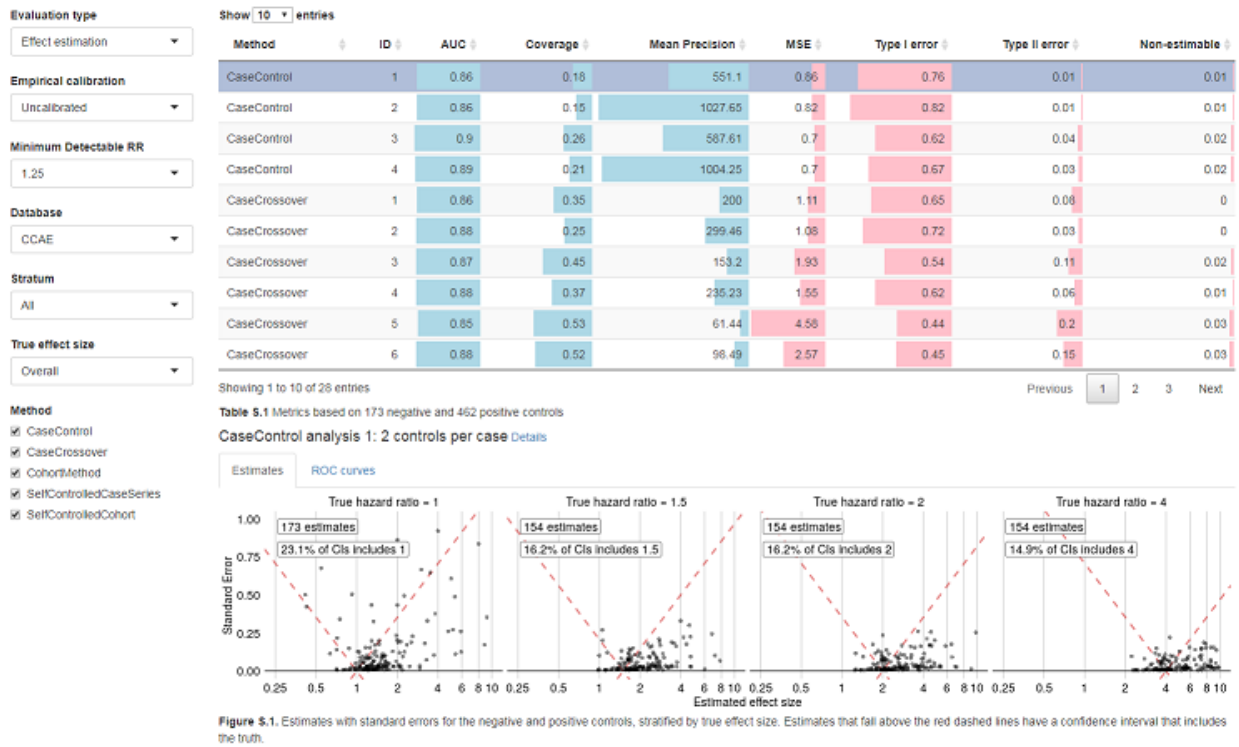 Evaluation type
Effect estimation
Empirical calibration
Uncalibrated
Minimum Detectable RR
1.25
Database
CCAE
Stratum
All
True effect size
Overall
Method
CaseControl
CaseCrossover
CohortMethod
SelfControlledCaseSeries
SelfControlledCohort
Show 10 entries
Method ID AUC Coverage Mean Precision MSE Type I error Type II error Non-estimable
CaseControl 1 0.86 0.18 551.1 0.86 0.76 0.01 0.01
CaseControl 2 0.86 0.15 1027.65 0.82 0.82 0.01 0.01
CaseControl 3 0.9 0.26 587.61 0.7 0.62 0.04 0.02
CaseControl 4 0.89 0.21 1004.25 0.7 0.67 0.03 0.02
CaseCrossover 1 0.86 0.35 200 1.11 0.65 0.08 0
CaseCrossover 2 0.88 0.25 299.46 1.08 0.72 0.03 0
CaseCrossover 3 0.87 0.45 153.2 1.93 0.54 0.11 0.02
CaseCrossover 4 0.88 0.37 235.23 1.55 0.62 0.06 0.01
CaseCrossover 5 0.85 0.53 61.44 4.58 0.44 0.2 0.03
CaseCrossover 6 0.88 0.52 98.49 2.57 0.45 0.15 0.03
Showing 1 to 10 of 28 entries
Previous 1 2 3 Next
Table S.1 Metrics based on 173 negative and 462 positive controls
CaseControl analysis 1: 2 controls per case Details
Estimates ROC curves
True hazard ratio = 1 True hazard ratio = 1.5 True hazard ratio = 2 True hazard ratio = 4
173 estimates 154 estimates 154 estimates 154 estimates
23.1% of CIs includes 1 16.2% of CIs includes 1.5 16.2% of CIs includes 2 14.9% of CIs includes 4
Standard Error
1.00
0.75
0.50
0.25
0.00
0.25 0.5 1 2 4 6 8 10 0.25 0.5 1 2 4 6 8 10 0.25 0.5 1 2 4 6 8 10 0.25 0.5 1 2 4 6 8 10
Estimated effect size
Figure S.1. Estimates with standard errors for the negative and positive controls, stratified by true effect size. Estimates that fall above the red dashed lines have a confidence interval that includes
the truth.